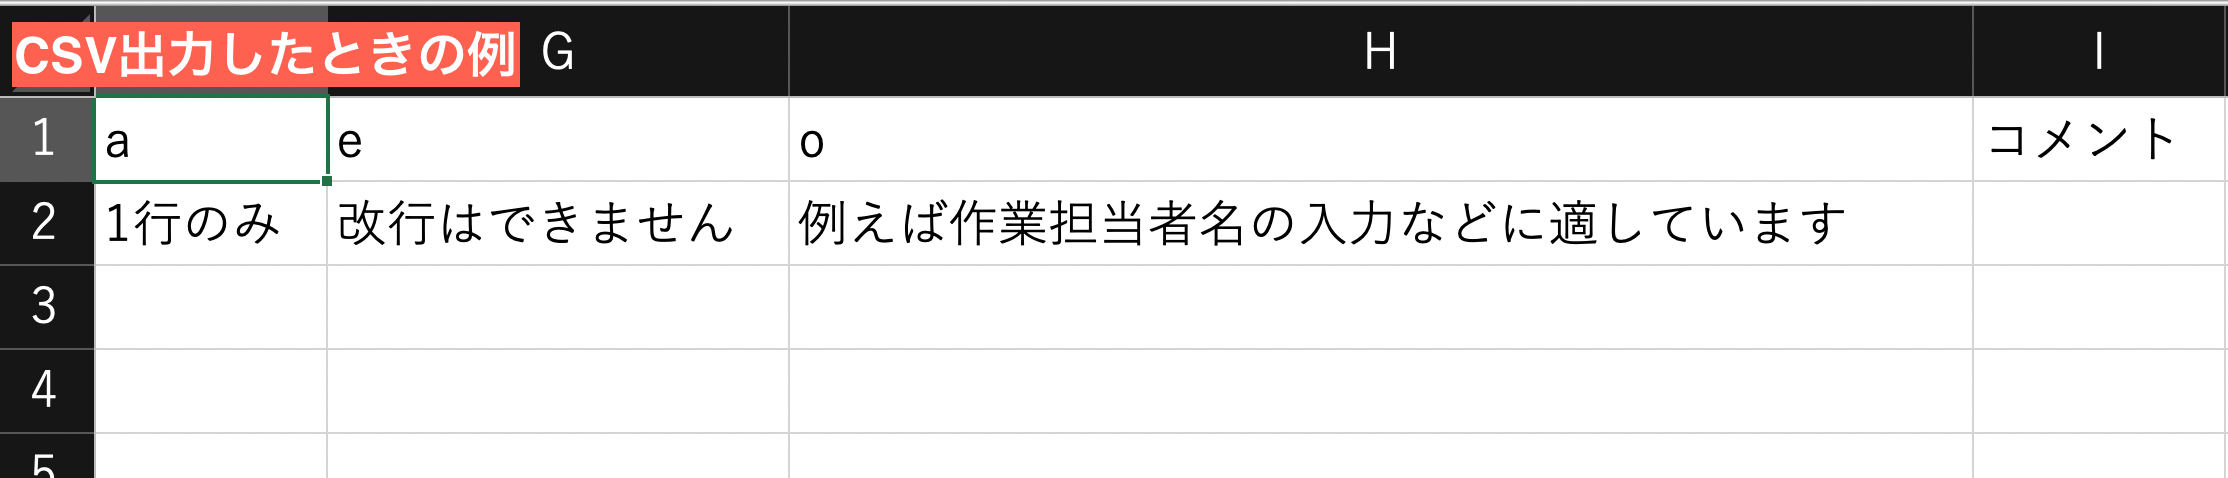 CSV出力したときの例 G H I
1 a e o コメント
2 1行のみ 改行はできません 例えば作業担当者名の入力などに適しています
3
4
5